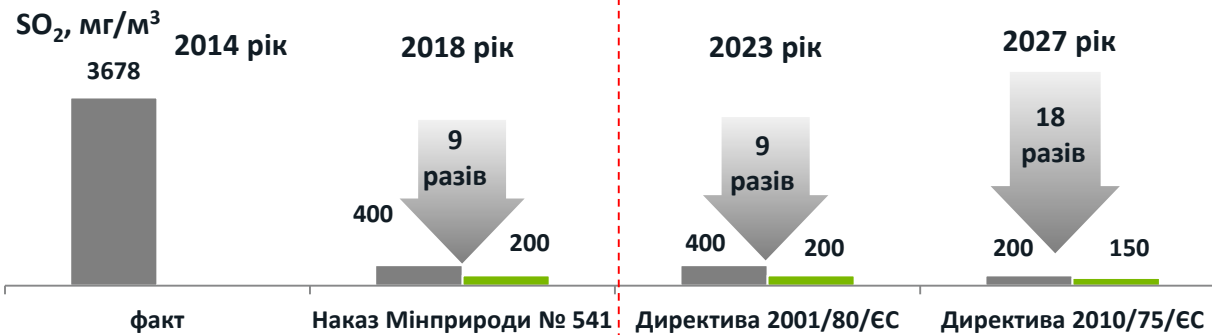 SO₂, мг/м³
2014 рік
2018 рік
2023 рік
2027 рік
3678
9
разів
400
200
9
разів
400
200
18
разів
200
150
факт
Наказ Мінприроди № 541
Директива 2001/80/ЄС
Директива 2010/75/ЄС